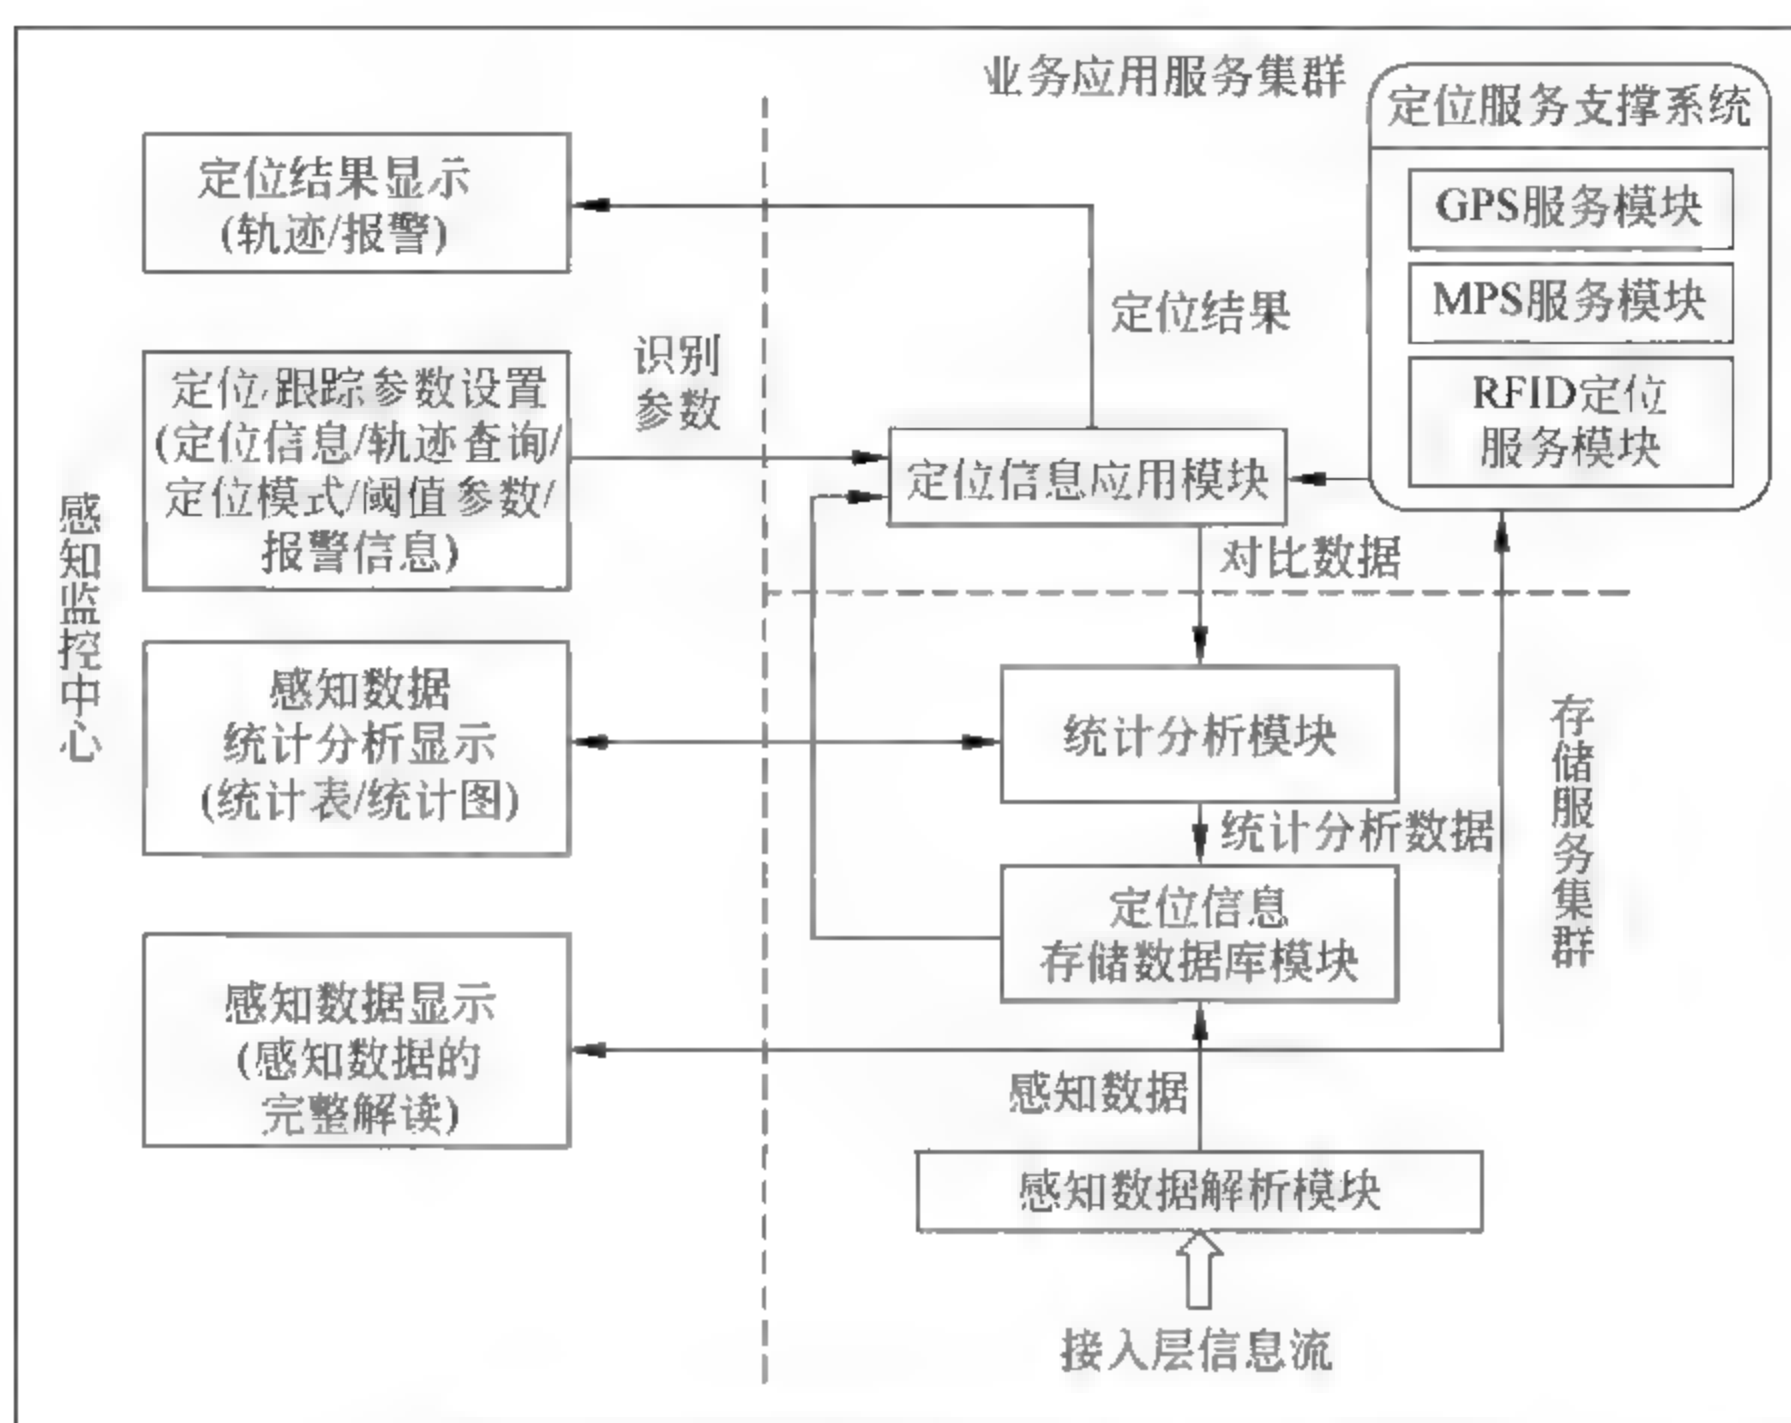 业务应用服务集群
定位服务支撑系统
GPS服务模块
MPS服务模块
RFID定位
服务模块
定位结果显示
(轨迹/报警)
定位结果
识别
参数
定位/跟踪参数设置
(定位信息/轨迹查询/
定位模式/阈值参数/
报警信息)
定位信息应用模块
对比数据
感知监控中心
感知数据
统计分析显示
(统计表/统计图)
统计分析模块
统计分析数据
存储服务集群
定位信息
存储数据库模块
感知数据显示
(感知数据的
完整解读)
感知数据
感知数据解析模块
接入层信息流